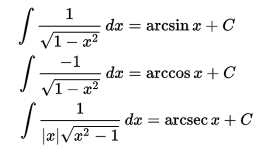 ∫ 1/√(1 − x²) dx = arcsin x + C
∫ −1/√(1 − x²) dx = arccos x + C
∫ 1/(|x|√(x² − 1)) dx = arcsec x + C